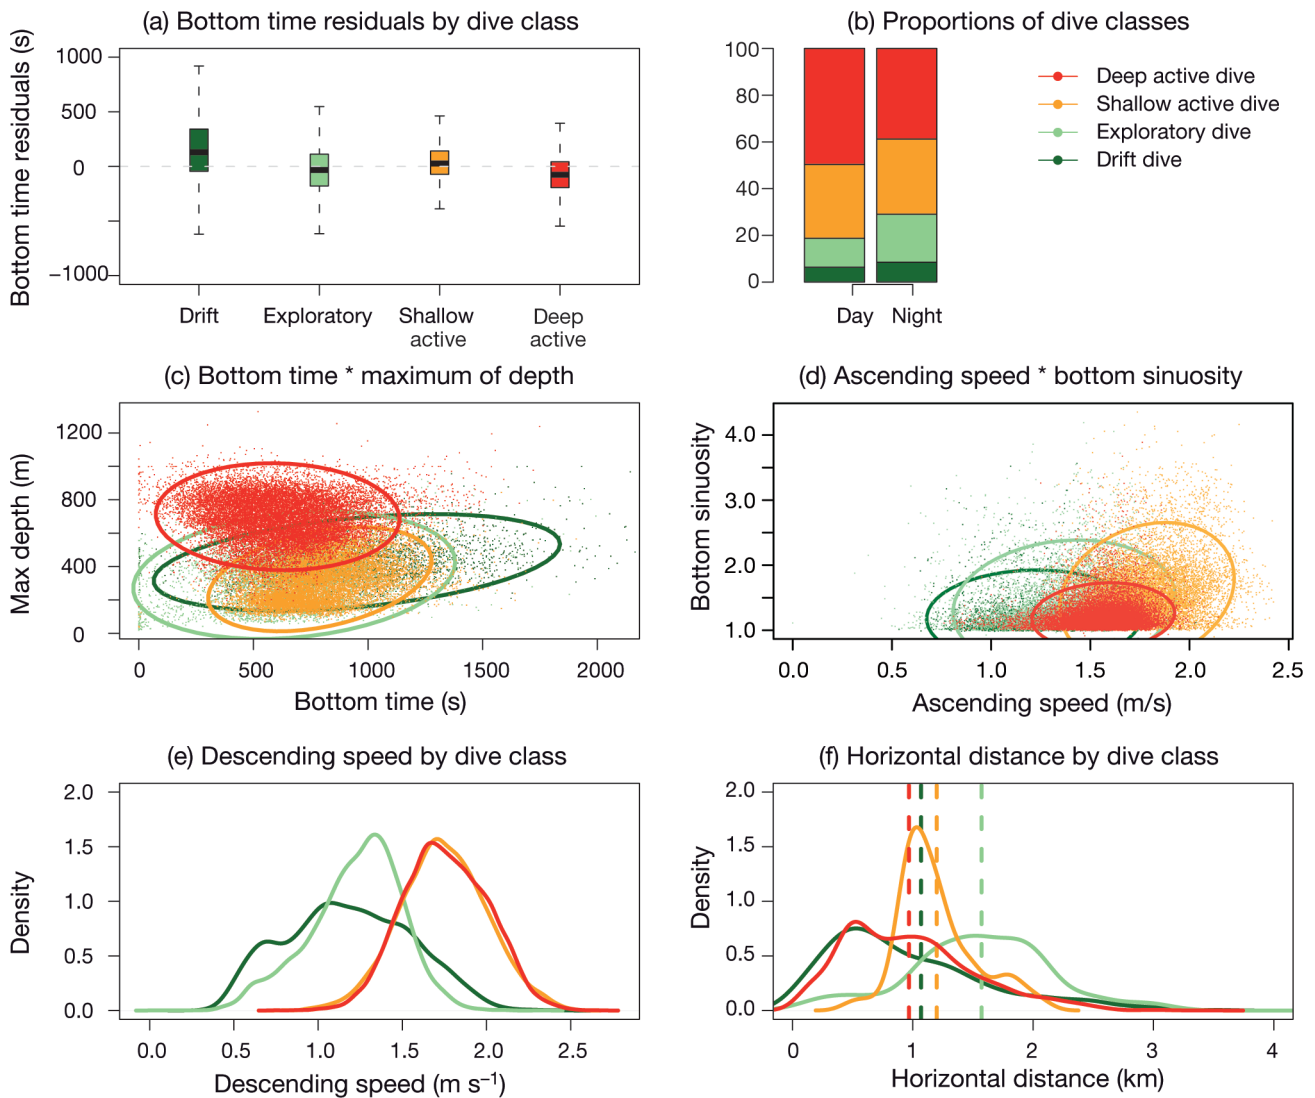 (a) Bottom time residuals by dive class
Bottom time residuals (s)
1000
500
0
−1000
Drift
Exploratory
Shallow active
Deep active
(b) Proportions of dive classes
100
80
60
40
20
0
Day
Night
Deep active dive
Shallow active dive
Exploratory dive
Drift dive
(c) Bottom time * maximum of depth
Max depth (m)
1200
800
400
0
0 500 1000 1500 2000
Bottom time (s)
(d) Ascending speed * bottom sinuosity
Bottom sinuosity
4.0
3.0
2.0
1.0
0.0 0.5 1.0 1.5 2.0 2.5
Ascending speed (m/s)
(e) Descending speed by dive class
Density
2.0
1.5
1.0
0.5
0.0
0.0 0.5 1.0 1.5 2.0 2.5
Descending speed (m s⁻¹)
(f) Horizontal distance by dive class
Density
2.0
1.5
1.0
0.5
0.0
0 1 2 3 4
Horizontal distance (km)